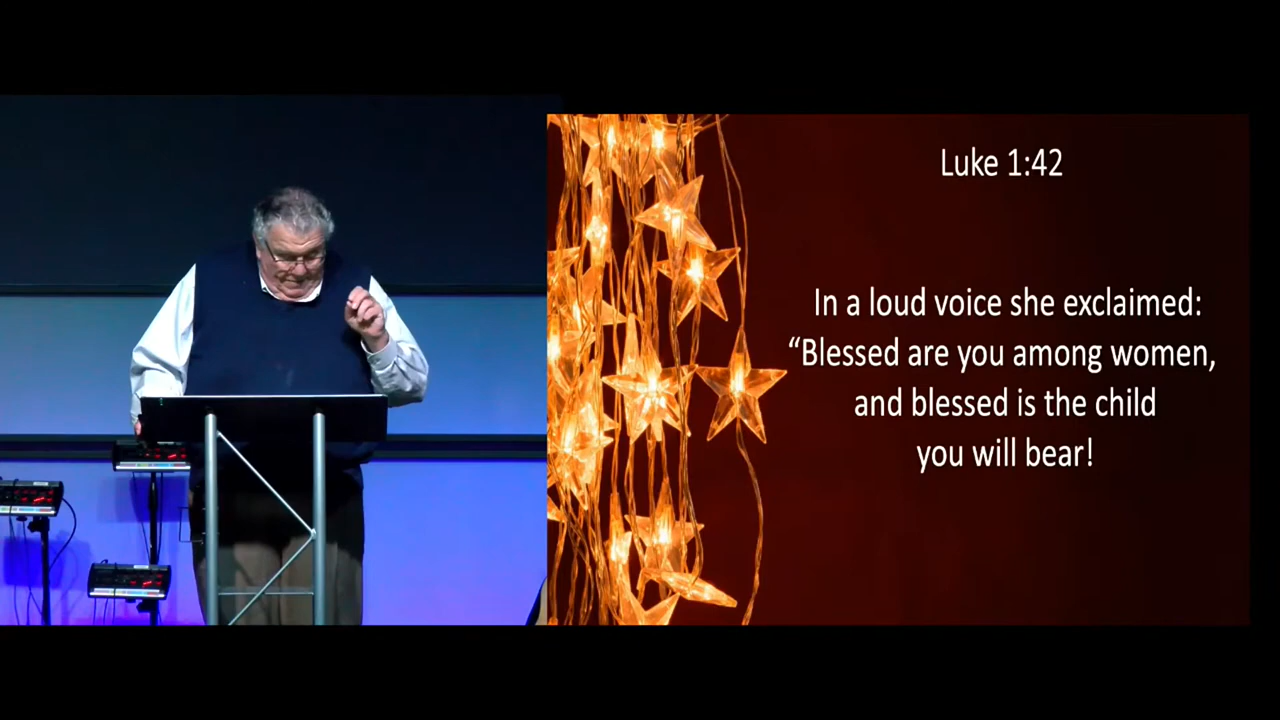 Luke 1:42
In a loud voice she exclaimed:
“Blessed are you among women,
and blessed is the child
you will bear!